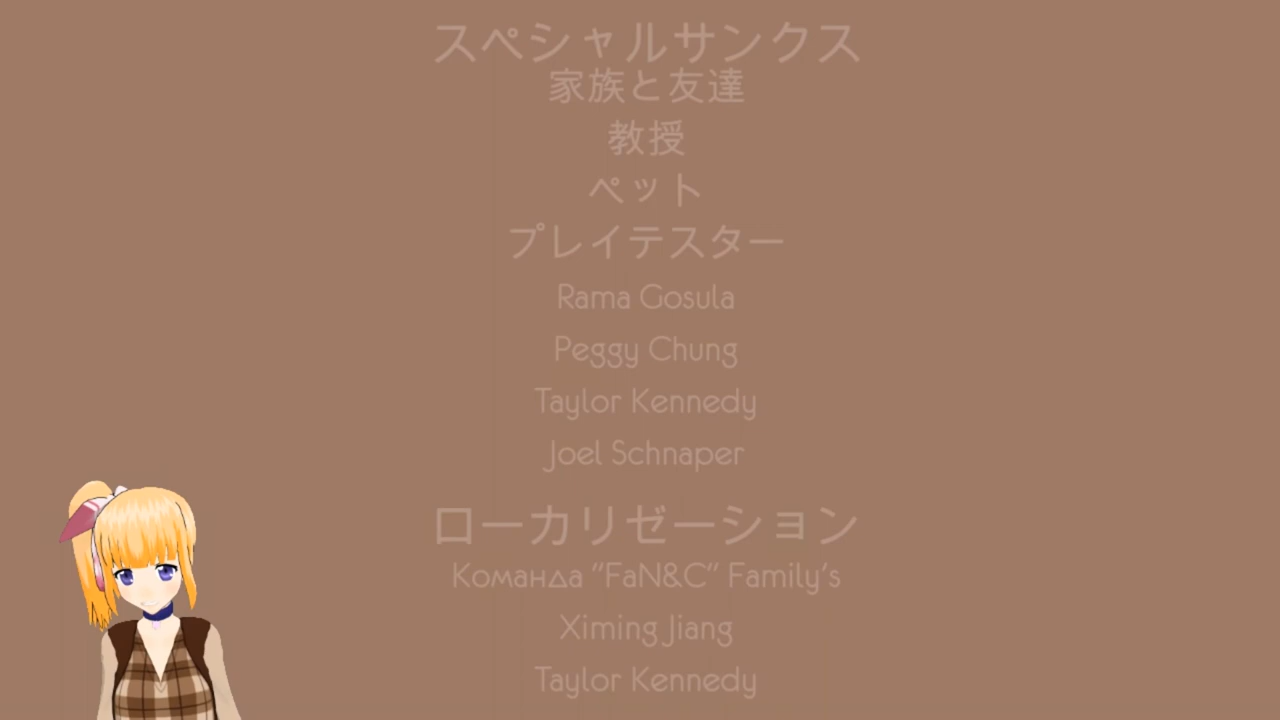 スペシャルサンクス
家族と友達
教授
ペット
プレイテスター
Rama Gosula
Peggy Chung
Taylor Kennedy
Joel Schnaper
ローカリゼーション
Команда “FaN&C” Family’s
Ximing Jiang
Taylor Kennedy